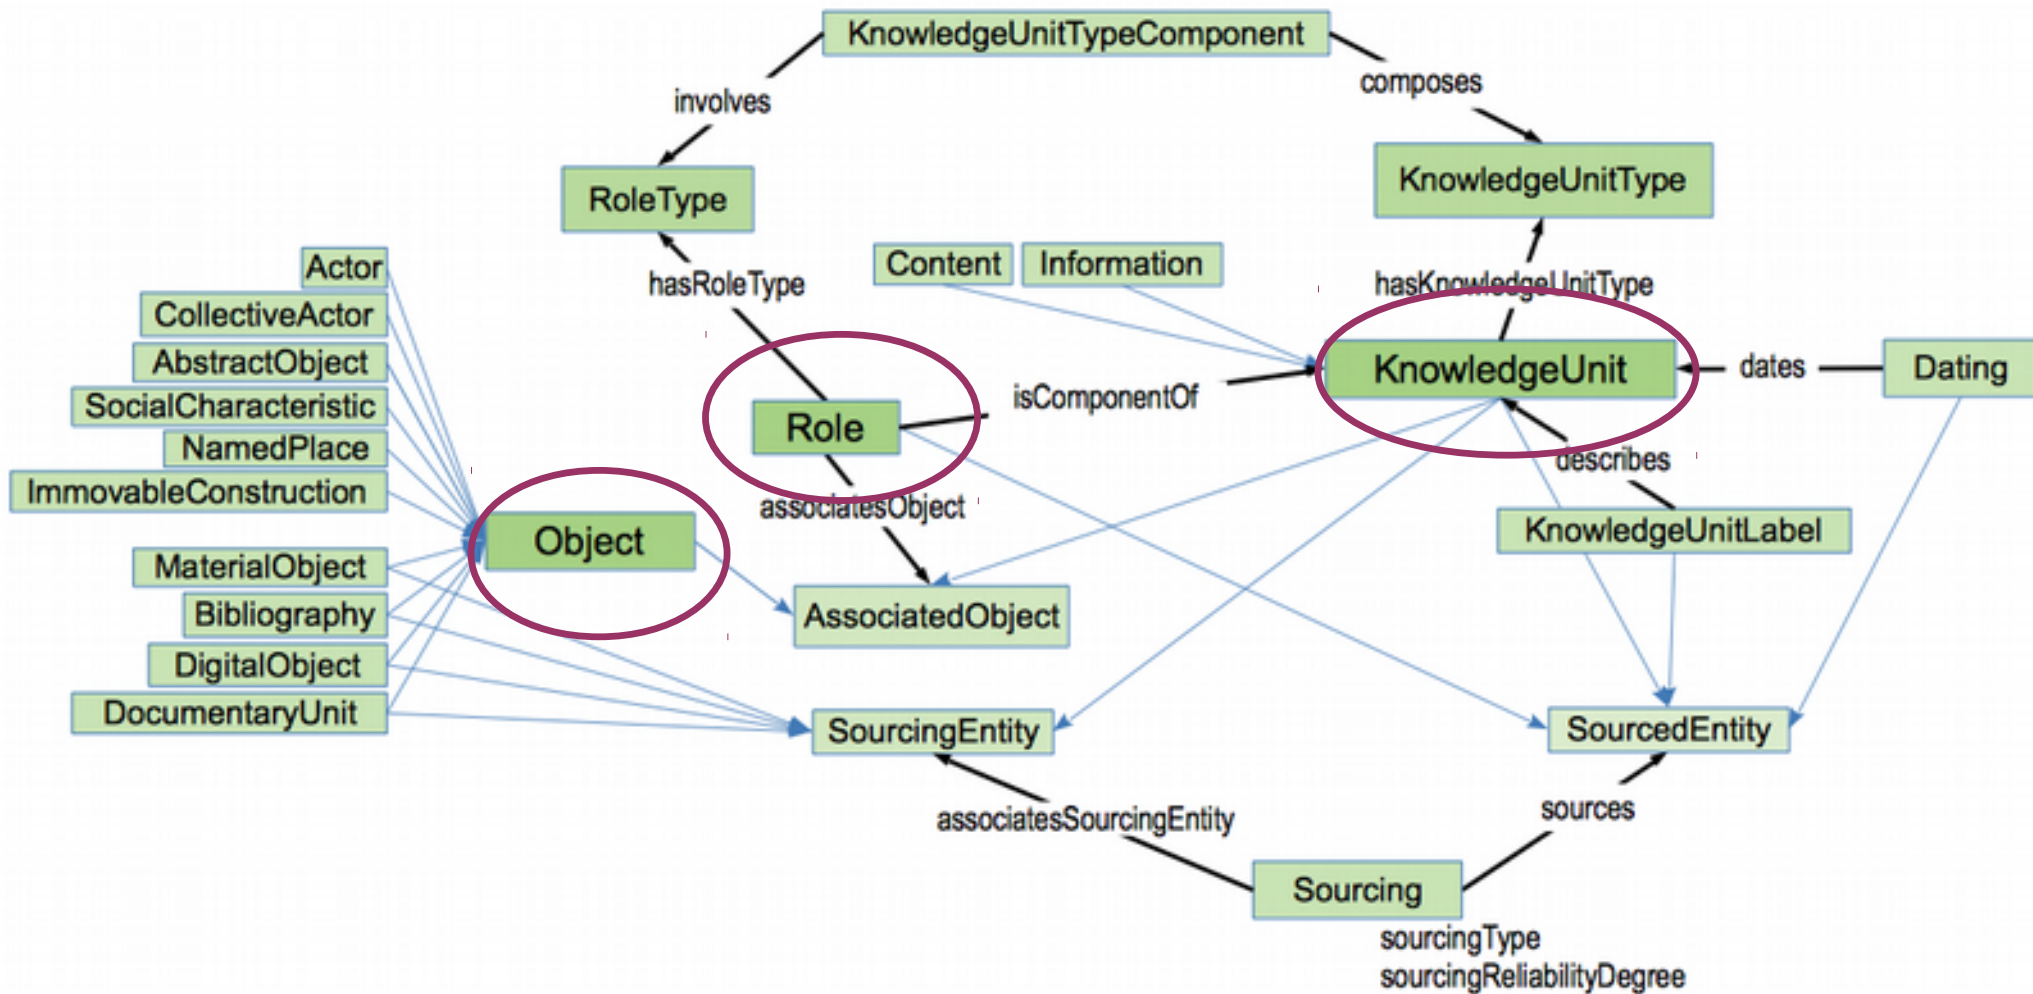 KnowledgeUnitTypeComponent
involves
composes
RoleType
KnowledgeUnitType
hasRoleType
Content
Information
hasKnowledgeUnitType
Actor
CollectiveActor
AbstractObject
SocialCharacteristic
NamedPlace
ImmovableConstruction
MaterialObject
Bibliography
DigitalObject
DocumentaryUnit
Object
Role
isComponentOf
KnowledgeUnit
dates
Dating
associatesObject
describes
KnowledgeUnitLabel
AssociatedObject
SourcingEntity
SourcedEntity
associatesSourcingEntity
sources
Sourcing
sourcingType
sourcingReliabilityDegree